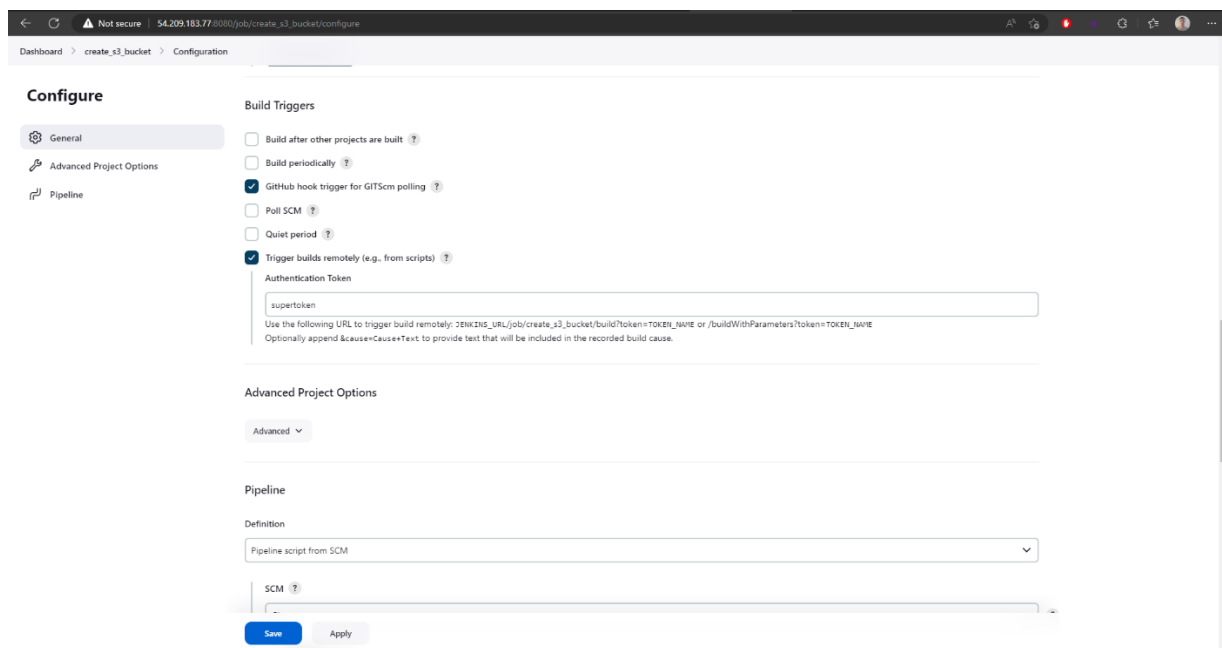 Not secure | 54.209.183.77:8080/job/create_s3_bucket/configure
Dashboard > create_s3_bucket > Configuration
Configure
General
Advanced Project Options
Pipeline
Build Triggers
Build after other projects are built ?
Build periodically ?
GitHub hook trigger for GITScm polling ?
Poll SCM ?
Quiet period ?
Trigger builds remotely (e.g., from scripts) ?
Authentication Token
supertoken
Use the following URL to trigger build remotely: JENKINS_URL/job/create_s3_bucket/build?token=TOKEN_NAME or /buildWithParameters?token=TOKEN_NAME
Optionally append &cause=Cause+Text to provide text that will be included in the recorded build cause.
Advanced Project Options
Advanced
Pipeline
Definition
Pipeline script from SCM
SCM ?
Save
Apply